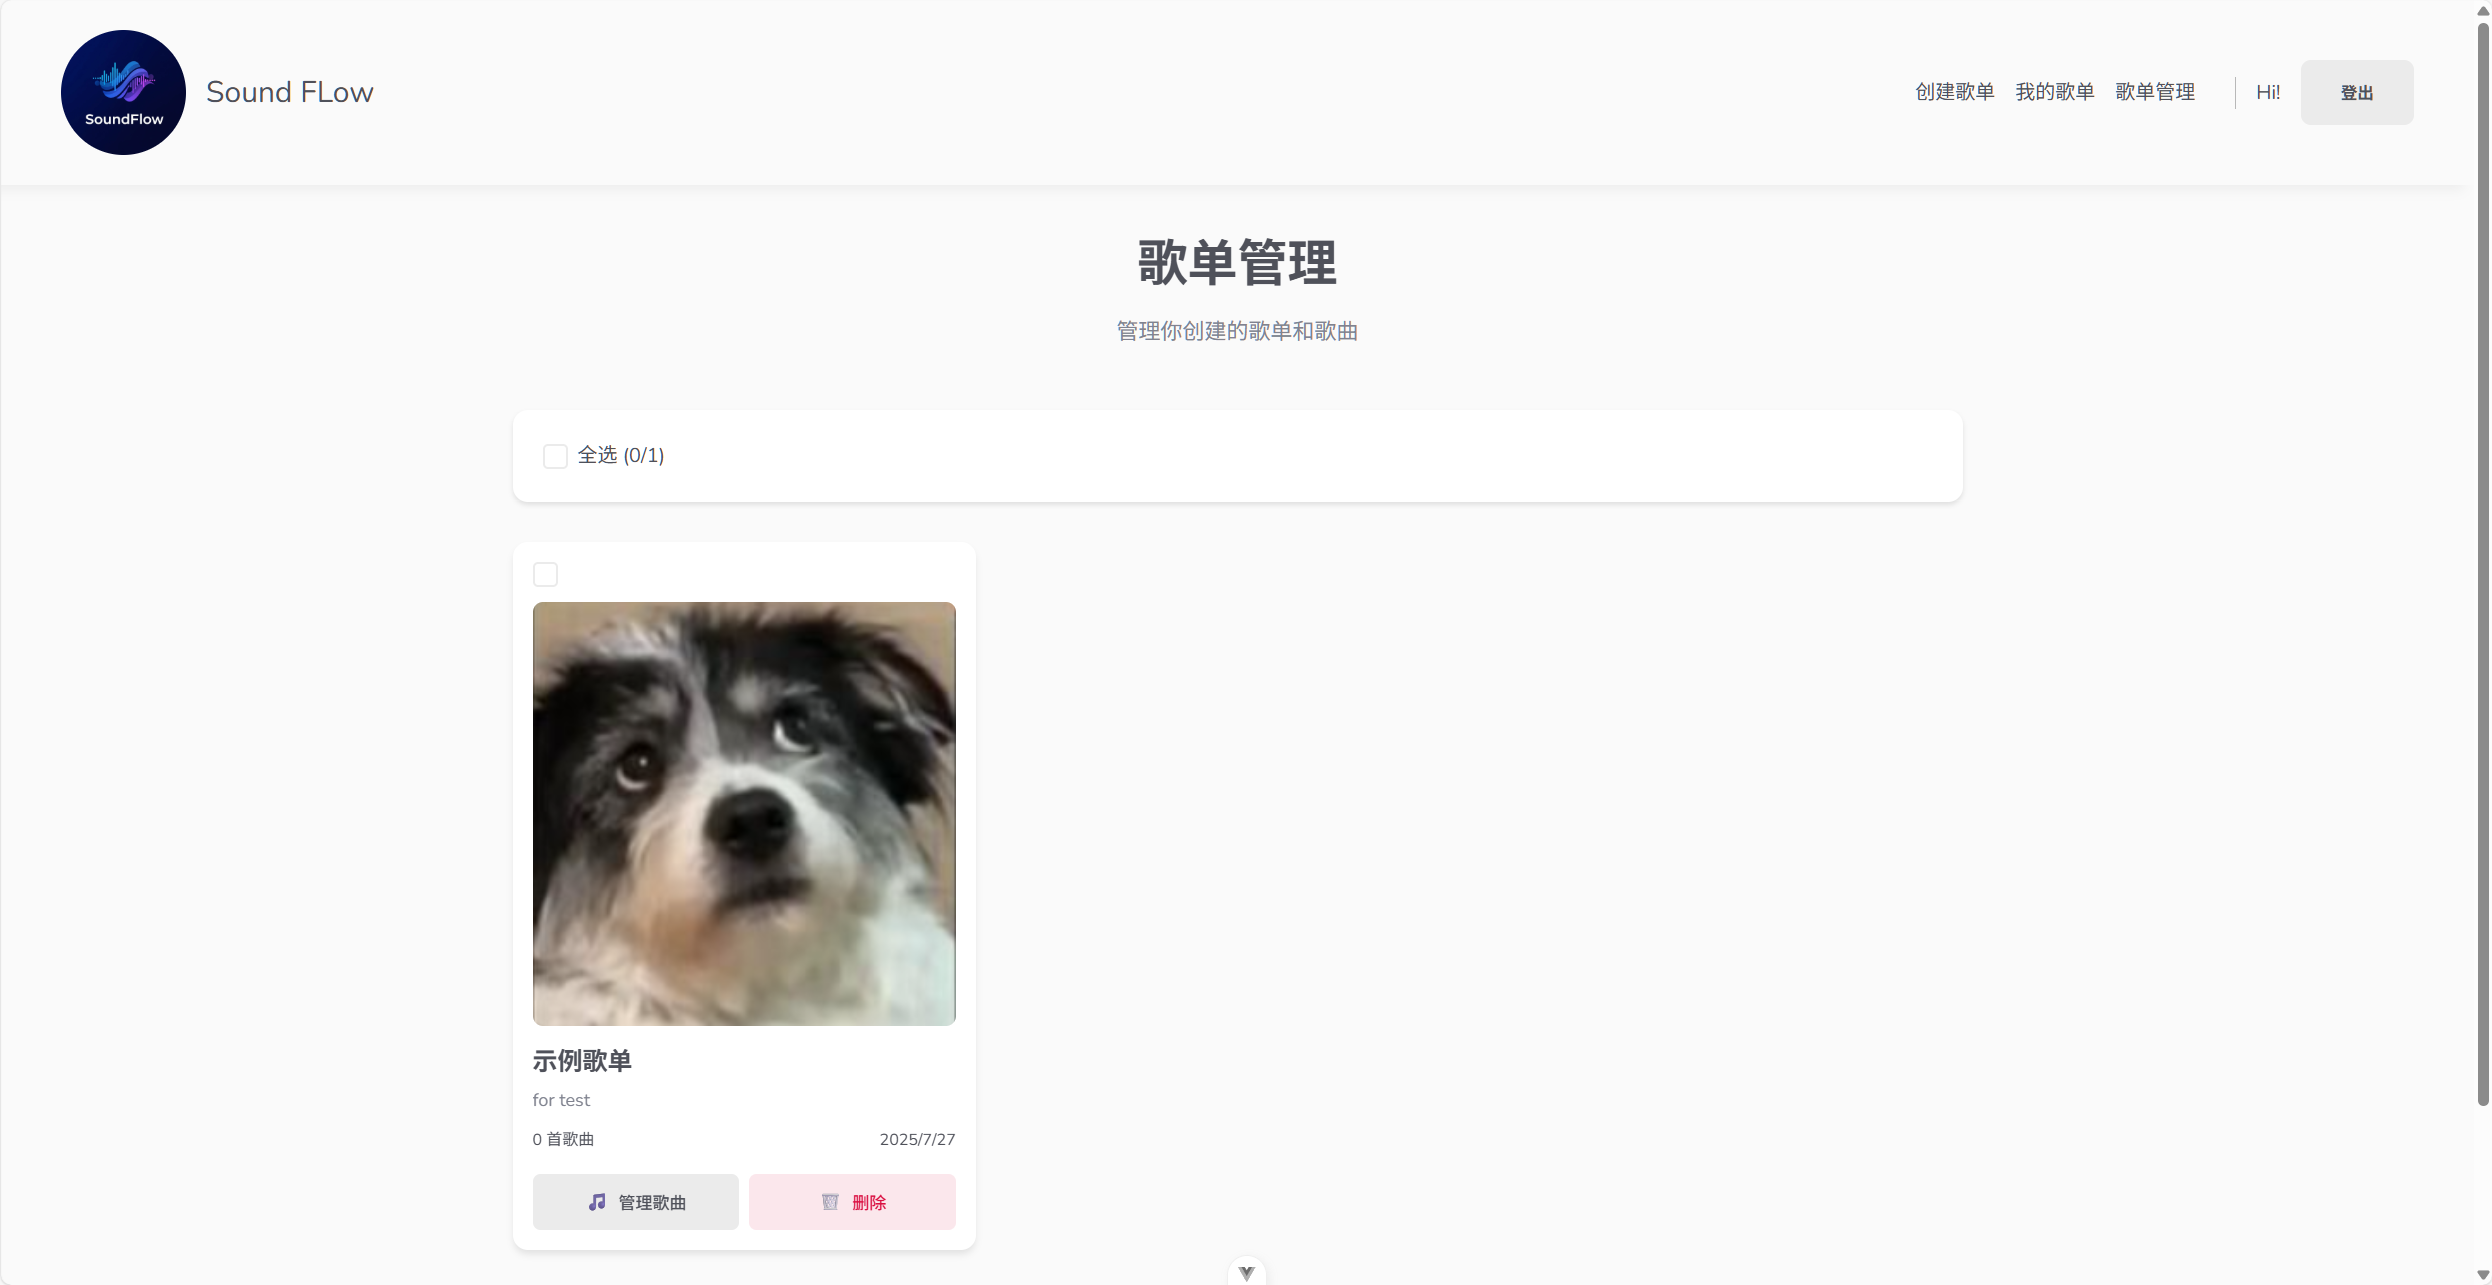 SoundFlow
Sound FLow
创建歌单 我的歌单 歌单管理 Hi! 登出
歌单管理
管理你创建的歌单和歌曲
全选 (0/1)
示例歌单
for test
0 首歌曲 2025/7/27
管理歌曲 删除